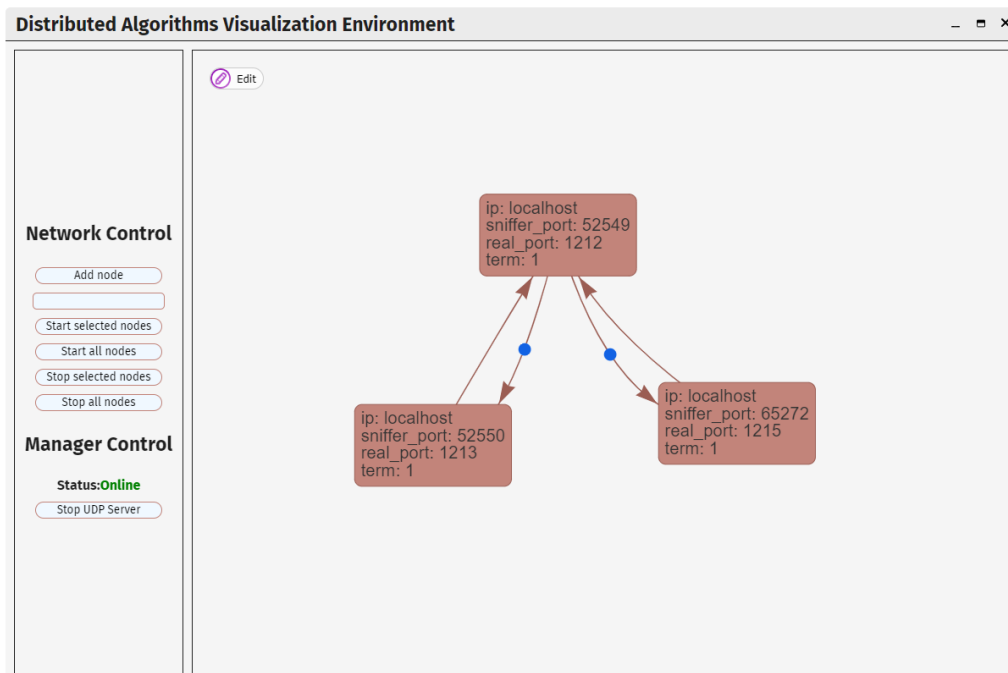 Distributed Algorithms Visualization Environment
Edit
Network Control
Add node
Start selected nodes
Start all nodes
Stop selected nodes
Stop all nodes
Manager Control
Status:Online
Stop UDP Server
ip: localhost
sniffer_port: 52549
real_port: 1212
term: 1
ip: localhost
sniffer_port: 52550
real_port: 1213
term: 1
ip: localhost
sniffer_port: 65272
real_port: 1215
term: 1